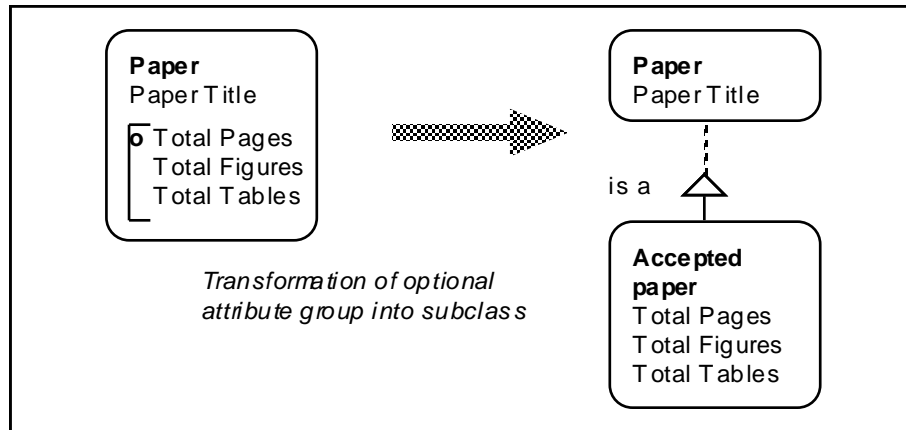 Paper
Paper Title
o Total Pages
Total Figures
Total Tables
Transformation of optional
attribute group into subclass
Paper
Paper Title
is a
Accepted
paper
Total Pages
Total Figures
Total Tables